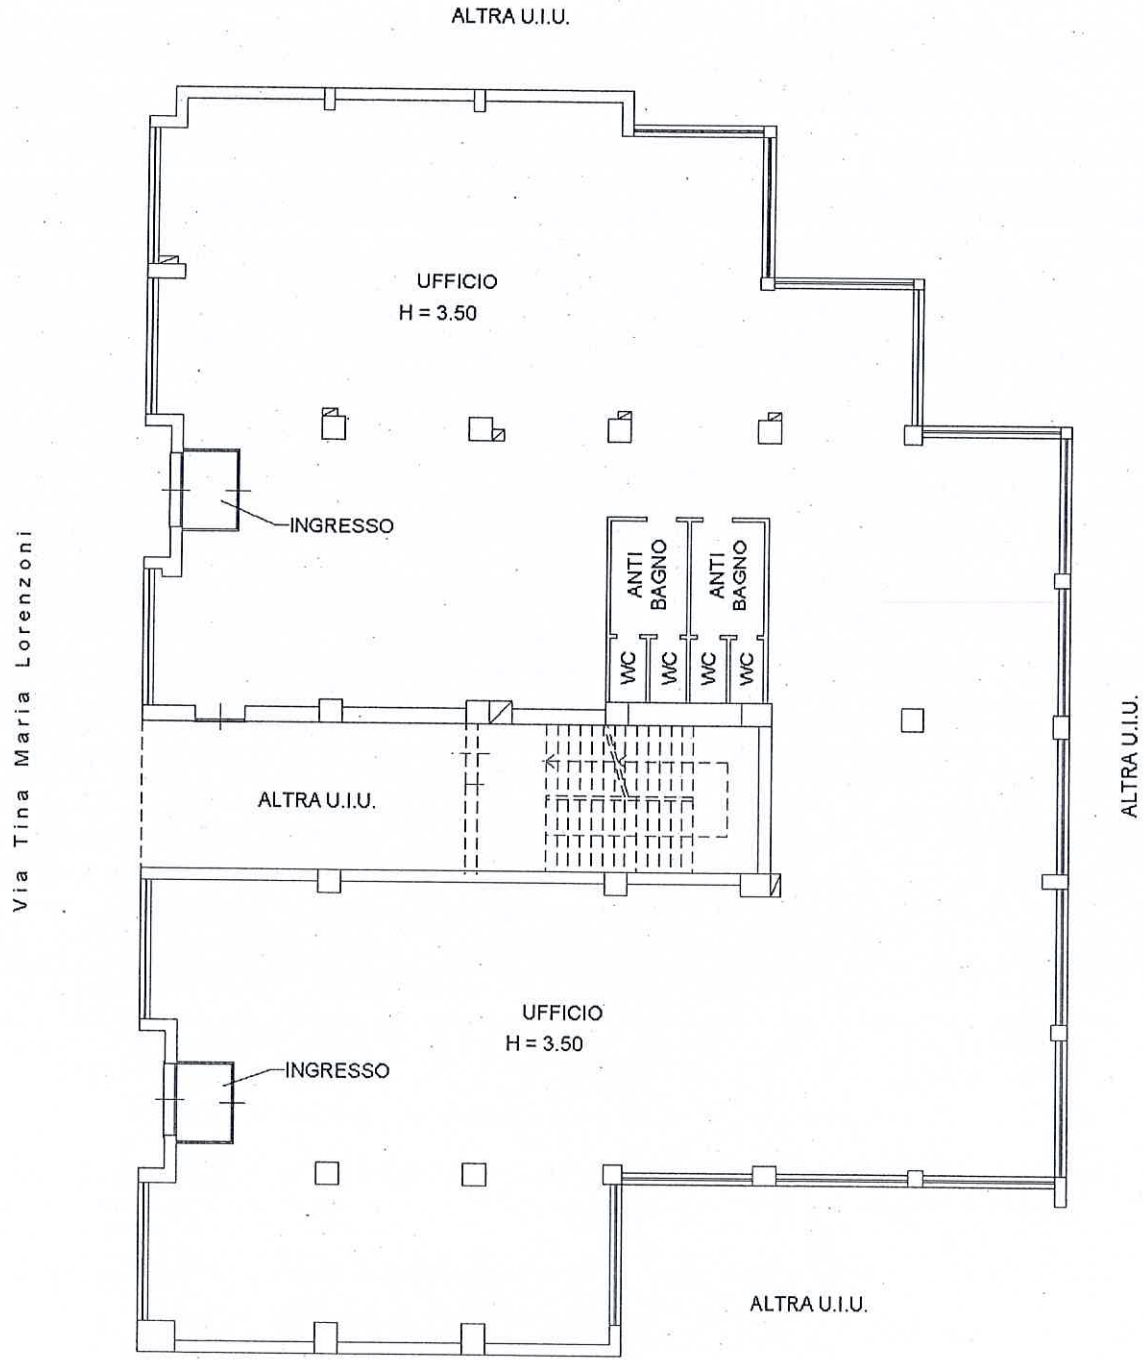 ALTRA U.I.U.
UFFICIO
H = 3.50
INGRESSO
ANTI
BAGNO
ANTI
BAGNO
WC
WC
WC
WC
Via Tina Maria Lorenzoni
ALTRA U.I.U.
ALTRA U.I.U.
UFFICIO
H = 3.50
INGRESSO
ALTRA U.I.U.